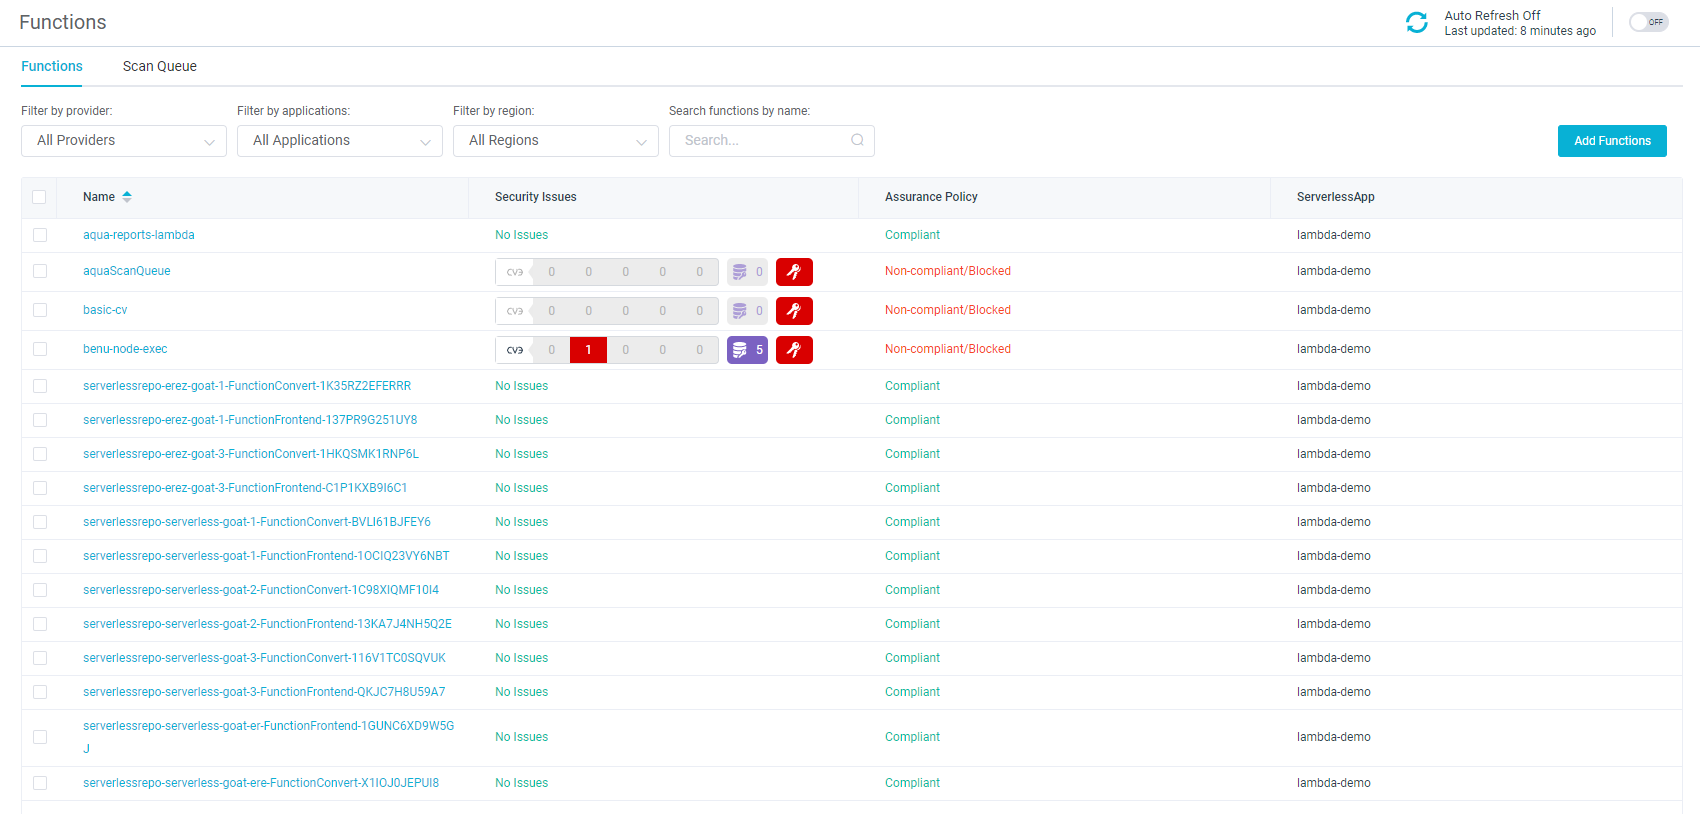 Functions
Auto Refresh Off
Last updated: 8 minutes ago
OFF
Functions
Scan Queue
Filter by provider:
Filter by applications:
Filter by region:
Search functions by name:
All Providers
All Applications
All Regions
Search...
Add Functions
Name
Security Issues
Assurance Policy
ServerlessApp
aqua-reports-lambda No Issues Compliant lambda-demo
aquaScanQueue CVE 0 0 0 0 0 0 Non-compliant/Blocked lambda-demo
basic-cv CVE 0 0 0 0 0 0 Non-compliant/Blocked lambda-demo
benu-node-exec CVE 0 1 0 0 0 5 Non-compliant/Blocked lambda-demo
serverlessrepo-erez-goat-1-FunctionConvert-1K35RZ2EFERRR No Issues Compliant lambda-demo
serverlessrepo-erez-goat-1-FunctionFrontend-137PR9G251UY8 No Issues Compliant lambda-demo
serverlessrepo-erez-goat-3-FunctionConvert-1HKQSMK1RNP6L No Issues Compliant lambda-demo
serverlessrepo-erez-goat-3-FunctionFrontend-C1P1KXB9I6C1 No Issues Compliant lambda-demo
serverlessrepo-serverless-goat-1-FunctionConvert-BVLI61BJFEY6 No Issues Compliant lambda-demo
serverlessrepo-serverless-goat-1-FunctionFrontend-1OCIQ23VY6NBT No Issues Compliant lambda-demo
serverlessrepo-serverless-goat-2-FunctionConvert-1C98XIQMF10I4 No Issues Compliant lambda-demo
serverlessrepo-serverless-goat-2-FunctionFrontend-13KA7J4NH5Q2E No Issues Compliant lambda-demo
serverlessrepo-serverless-goat-3-FunctionConvert-116V1TC0SQVUK No Issues Compliant lambda-demo
serverlessrepo-serverless-goat-3-FunctionFrontend-QKJC7H8U59A7 No Issues Compliant lambda-demo
serverlessrepo-serverless-goat-er-FunctionFrontend-1GUNC6XD9W5G
J No Issues Compliant lambda-demo
serverlessrepo-serverless-goat-ere-FunctionConvert-X1IOJ0JEPUI8 No Issues Compliant lambda-demo